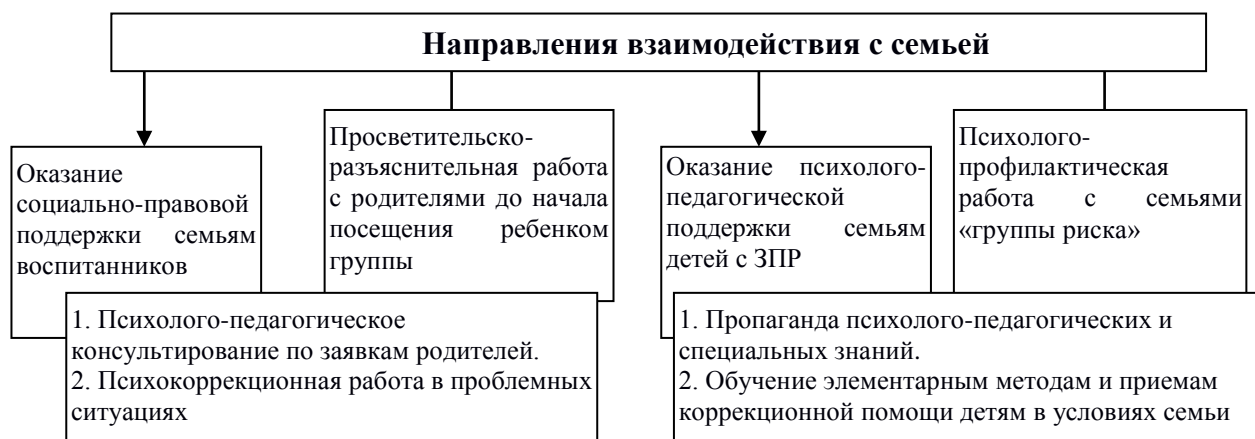 Направления взаимодействия с семьей
Оказание
социально-правовой
поддержки семьям
воспитанников
Просветительско-
разъяснительная работа
с родителями до начала
посещения ребенком
группы
Оказание психолого-
педагогической
поддержки семьям
детей с ЗПР
Психолого-
профилактическая
работа с семьями
«группы риска»
1. Психолого-педагогическое
консультирование по заявкам родителей.
2. Психокоррекционная работа в проблемных
ситуациях
1. Пропаганда психолого-педагогических и
специальных знаний.
2. Обучение элементарным методам и приемам
коррекционной помощи детям в условиях семьи